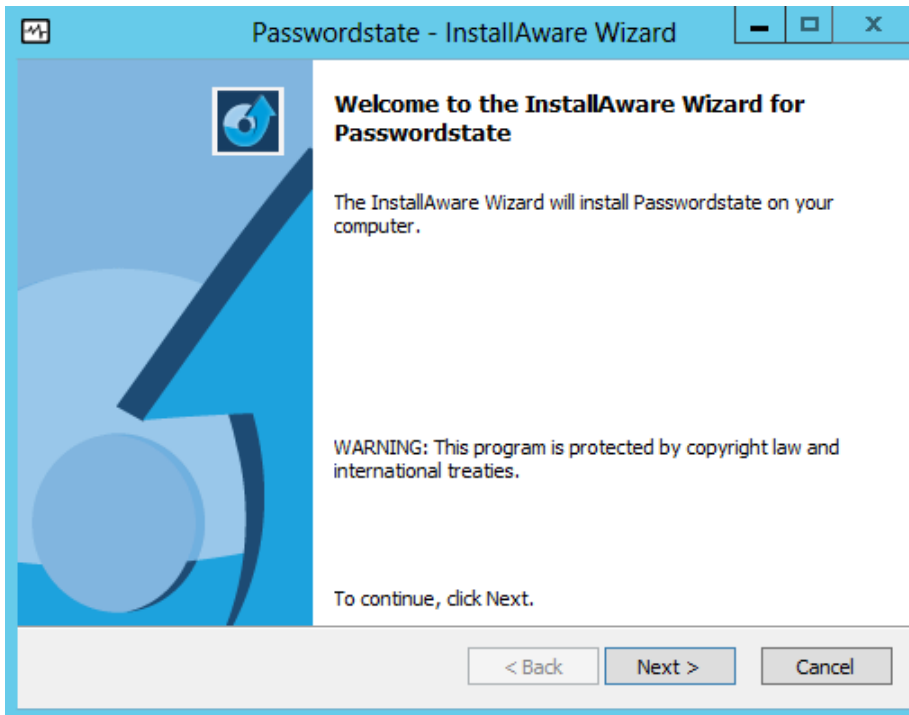 Passwordstate - InstallAware Wizard
Welcome to the InstallAware Wizard for
Passwordstate
The InstallAware Wizard will install Passwordstate on your
computer.
WARNING: This program is protected by copyright law and
international treaties.
To continue, click Next.
< Back
Next >
Cancel